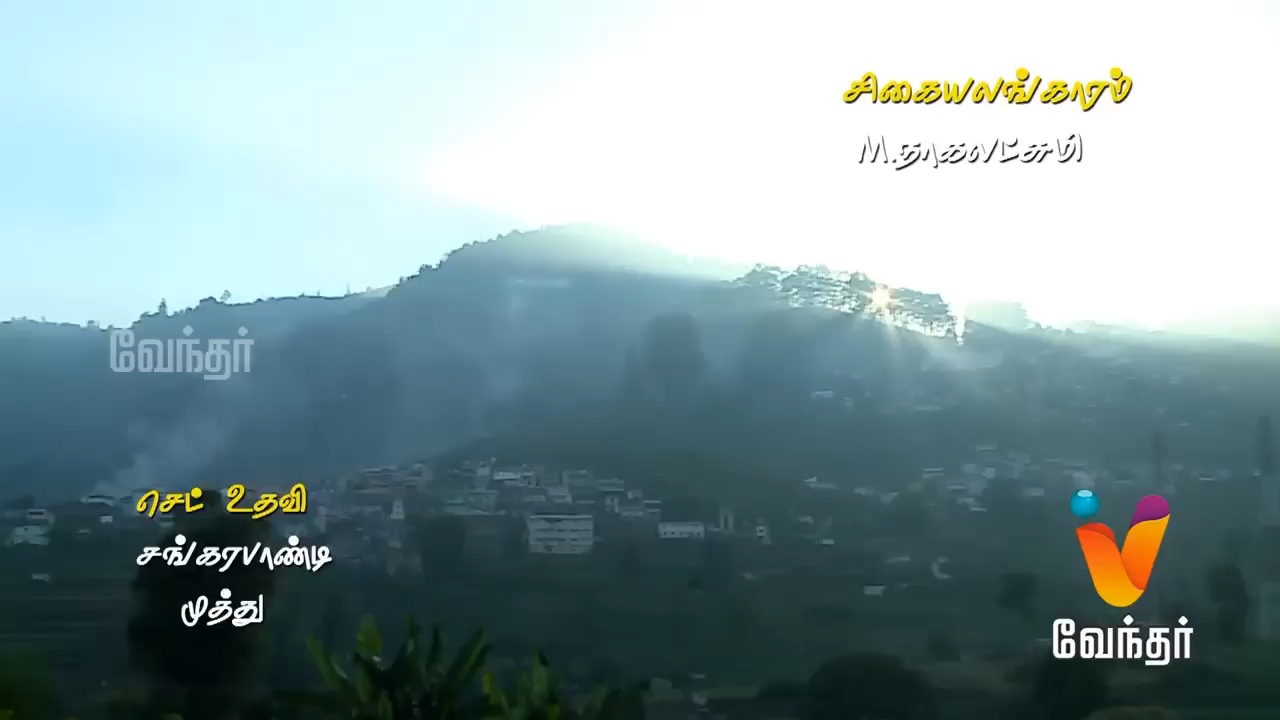 சிகையலங்காரம்
M.நாகலட்சுமி
வேந்தர்
செட் உதவி
சங்கரபாண்டி
முத்து
வேந்தர்